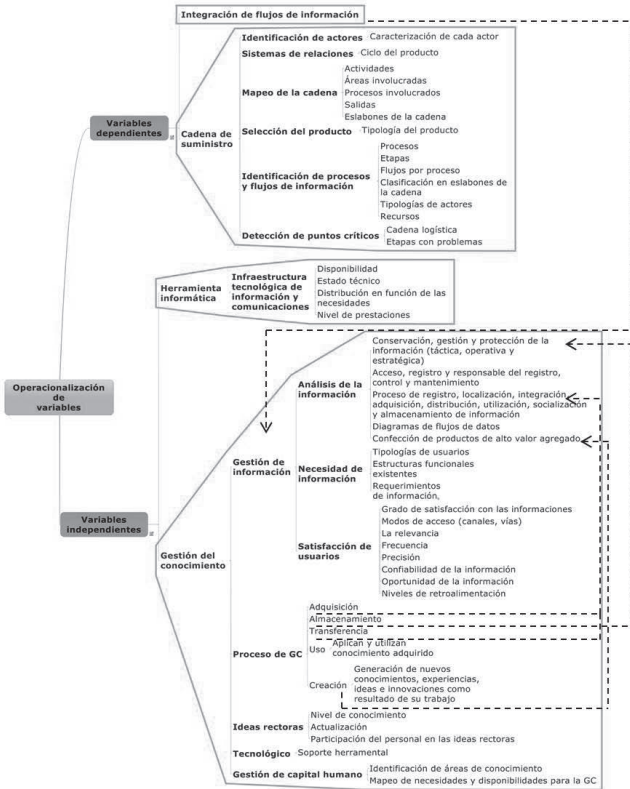 Integración de flujos de información
Identificación de actores
Caracterización de cada actor
Sistemas de relaciones
Ciclo del producto
Mapeo de la cadena
Actividades
Áreas involucradas
Procesos involucrados
Salidas
Eslabones de la cadena
Variables
dependientes
Cadena de
suministro
Selección del producto
Tipología del producto
Identificación de procesos
y flujos de información
Procesos
Etapas
Flujos por proceso
Clasificación en eslabones de
la cadena
Tipologías de actores
Recursos
Detección de puntos críticos
Cadena logística
Etapas con problemas
Herramienta
informática
Infraestructura
tecnológica de
información y
comunicaciones
Disponibilidad
Estado técnico
Distribución en función de las
necesidades
Nivel de prestaciones
Operacionalización
de
variables
Variables
independientes
Gestión del
conocimiento
Gestión de
información
Análisis de la
información
Conservación, gestión y protección de la
información (táctica, operativa y
estratégica)
Acceso, registro y responsable del registro,
control y mantenimiento
Proceso de registro, localización, integración,
adquisición, distribución, utilización, socialización
y almacenamiento de información
Diagramas de flujos de datos
Confección de productos de alto valor agregado
Necesidad de
información
Tipologías de usuarios
Estructuras funcionales
existentes
Requerimientos
de información,
Satisfacción de
usuarios
Grado de satisfacción con las informaciones
Modos de acceso (canales, vías)
La relevancia
Frecuencia
Precisión
Confiabilidad de la información
Oportunidad de la información
Niveles de retroalimentación
Proceso de GC
Adquisición
Almacenamiento
Transferencia
Uso
Aplican y utilizan
conocimiento adquirido
Creación
Generación de nuevos
conocimientos, experiencias,
ideas e innovaciones como
resultado de su trabajo
Ideas rectoras
Nivel de conocimiento
Actualización
Participación del personal en las ideas rectoras
Tecnológico
Soporte herramental
Gestión de capital humano
Identificación de áreas de conocimiento
Mapeo de necesidades y disponibilidades para la GC